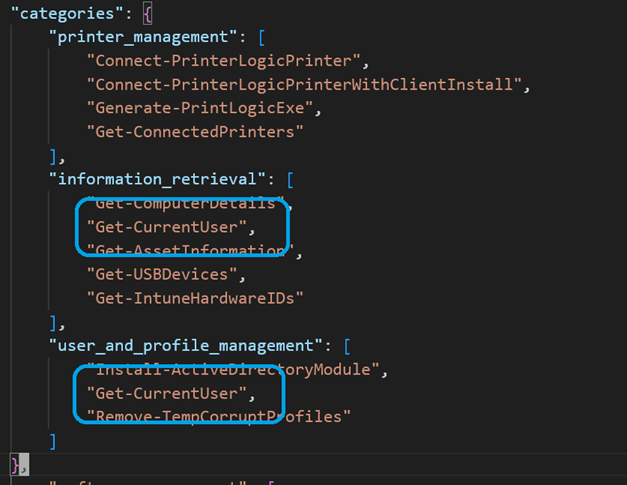 "categories": {
"printer_management": [
"Connect-PrinterLogicPrinter",
"Connect-PrinterLogicPrinterWithClientInstall",
"Generate-PrintLogicExe",
"Get-ConnectedPrinters"
],
"information_retrieval": [
"Get-ComputerDetails",
"Get-CurrentUser",
"Get-AssetInformation",
"Get-USBDevices",
"Get-IntuneHardwareIDs"
],
"user_and_profile_management": [
"Install-ActiveDirectoryModule",
"Get-CurrentUser",
"Remove-TempCorruptProfiles"
]
},